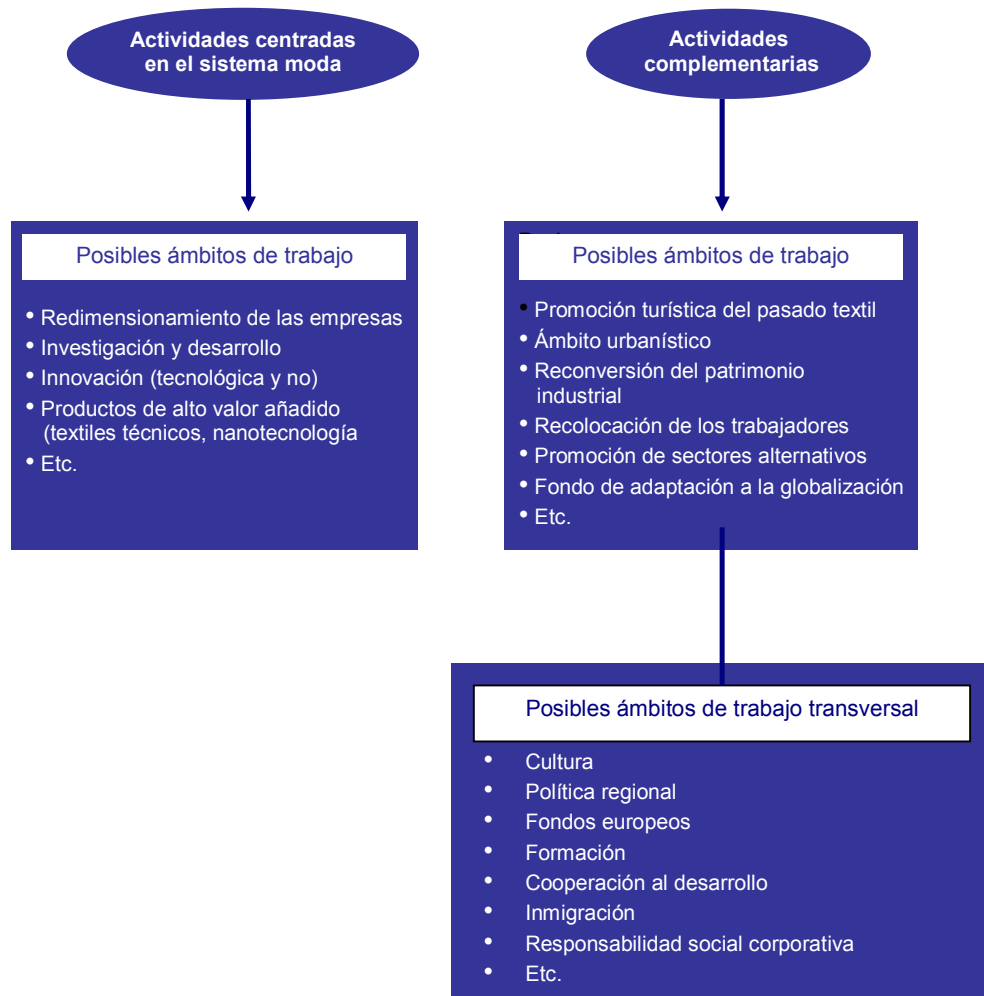 Actividades centradas
en el sistema moda
Actividades
complementarias
Posibles ámbitos de trabajo
• Redimensionamiento de las empresas
• Investigación y desarrollo
• Innovación (tecnológica y no)
• Productos de alto valor añadido
(textiles técnicos, nanotecnología
• Etc.
Posibles ámbitos de trabajo
• Promoción turística del pasado textil
• Ámbito urbanístico
• Reconversión del patrimonio
industrial
• Recolocación de los trabajadores
• Promoción de sectores alternativos
• Fondo de adaptación a la globalización
• Etc.
Posibles ámbitos de trabajo transversal
• Cultura
• Política regional
• Fondos europeos
• Formación
• Cooperación al desarrollo
• Inmigración
• Responsabilidad social corporativa
• Etc.